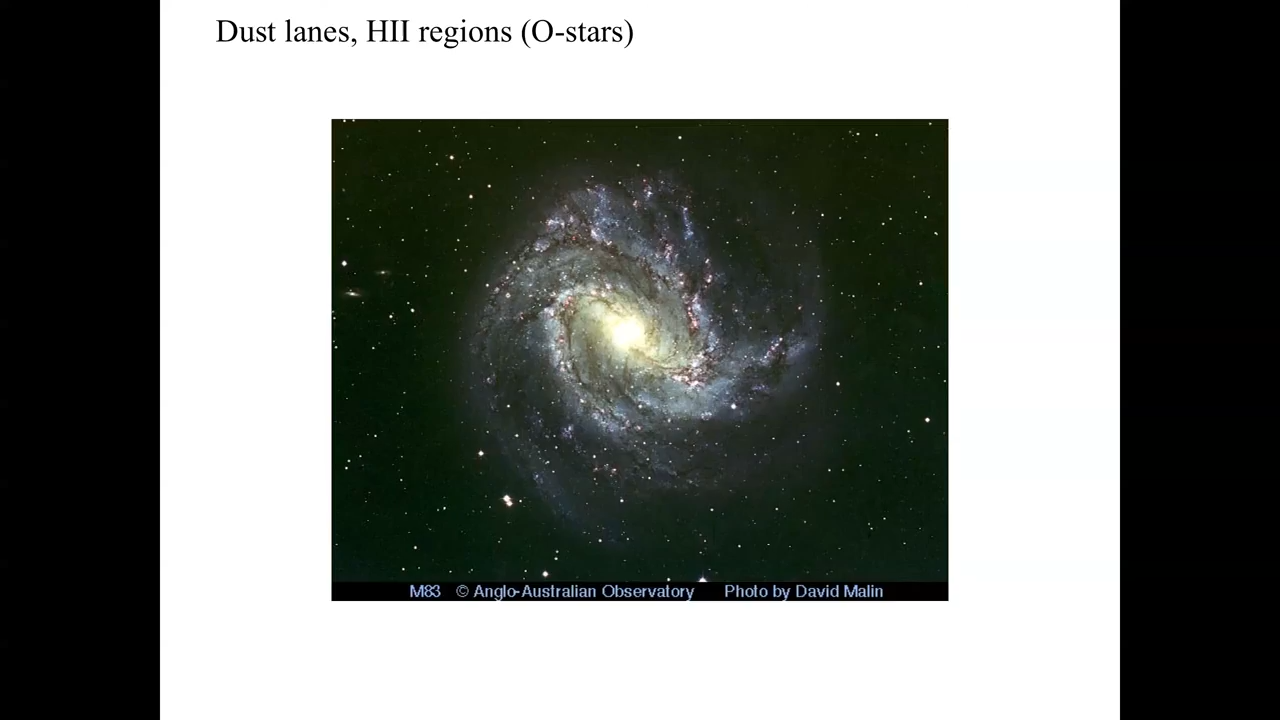 Dust lanes, HII regions (O-stars)
M83 © Anglo-Australian Observatory Photo by David Malin